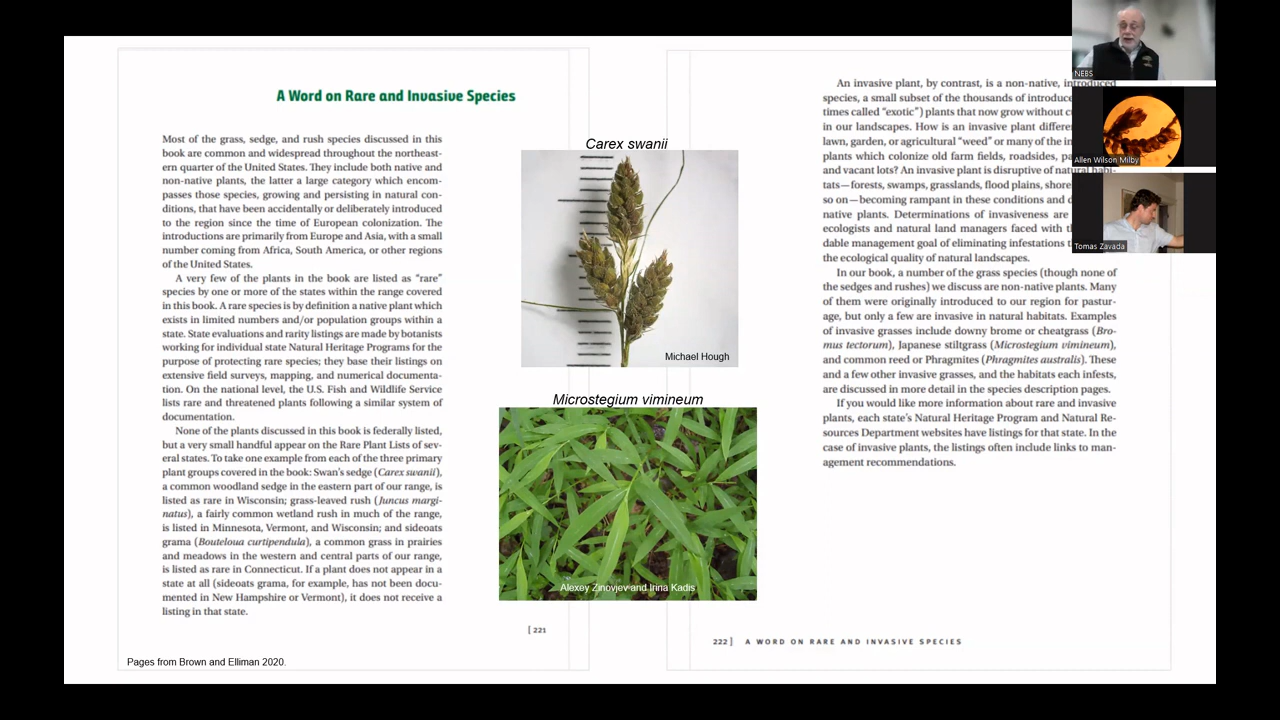 A Word on Rare and Invasive Species
Most of the grass, sedge, and rush species discussed in this
book are common and widespread throughout the northeast-
ern quarter of the United States. They include both native and
non-native plants, the latter a large category which encom-
passes those species, growing and persisting in natural con-
ditions, that have been accidentally or deliberately introduced
to the region since the time of European colonization. The
introductions are primarily from Europe and Asia, with a small
number coming from Africa, South America, or other regions
of the United States.
A very few of the plants in the book are listed as “rare”
species by one or more of the states within the range covered
in this book. A rare species is by definition a native plant which
exists in limited numbers and/or population groups within a
state. State evaluations and rarity listings are made by botanists
working for individual state Natural Heritage Programs for the
purpose of protecting rare species; they base their listings on
extensive field surveys, mapping, and numerical documenta-
tion. On the national level, the U.S. Fish and Wildlife Service
lists rare and threatened plants following a similar system of
documentation.
None of the plants discussed in this book is federally listed,
but a very small handful appear on the Rare Plant Lists of sev-
eral states. To take one example from each of the three primary
plant groups covered in the book: Swan’s sedge (Carex swanii),
a common woodland sedge in the eastern part of our range, is
listed as rare in Wisconsin; grass-leaved rush (Juncus margi-
natus), a fairly common wetland rush in much of the range,
is listed in Minnesota, Vermont, and Wisconsin; and sideoats
grama (Bouteloua curtipendula), a common grass in prairies
and meadows in the western and central parts of our range,
is listed as rare in Connecticut. If a plant does not appear in a
state at all (sideoats grama, for example, has not been docu-
mented in New Hampshire or Vermont), it does not receive a
listing in that state.
[ 221
Pages from Brown and Elliman 2020.
Carex swanii
Michael Hough
Microstegium vimineum
Alexey Zinovjev and Irina Kadis
An invasive plant, by contrast, is a non-native, introduced
species, a small subset of the thousands of introduce
times called “exotic”) plants that now grow without c
in our landscapes. How is an invasive plant differe
lawn, garden, or agricultural “weed” or many of the in
plants which colonize old farm fields, roadsides, pa
and vacant lots? An invasive plant is disruptive of natural habi-
tats—forests, swamps, grasslands, flood plains, shore
so on—becoming rampant in these conditions and d
native plants. Determinations of invasiveness are
ecologists and natural land managers faced with th
dable management goal of eliminating infestations t
the ecological quality of natural landscapes.
In our book, a number of the grass species (though none of
the sedges and rushes) we discuss are non-native plants. Many
of them were originally introduced to our region for pastur-
age, but only a few are invasive in natural habitats. Examples
of invasive grasses include downy brome or cheatgrass (Bro-
mus tectorum), Japanese stiltgrass (Microstegium vimineum),
and common reed or Phragmites (Phragmites australis). These
and a few other invasive grasses, and the habitats each infests,
are discussed in more detail in the species description pages.
If you would like more information about rare and invasive
plants, each state’s Natural Heritage Program and Natural Re-
sources Department websites have listings for that state. In the
case of invasive plants, the listings often include links to man-
agement recommendations.
222 ] A WORD ON RARE AND INVASIVE SPECIES
NEBS
Allen Wilson Milby
Tomas Zavada